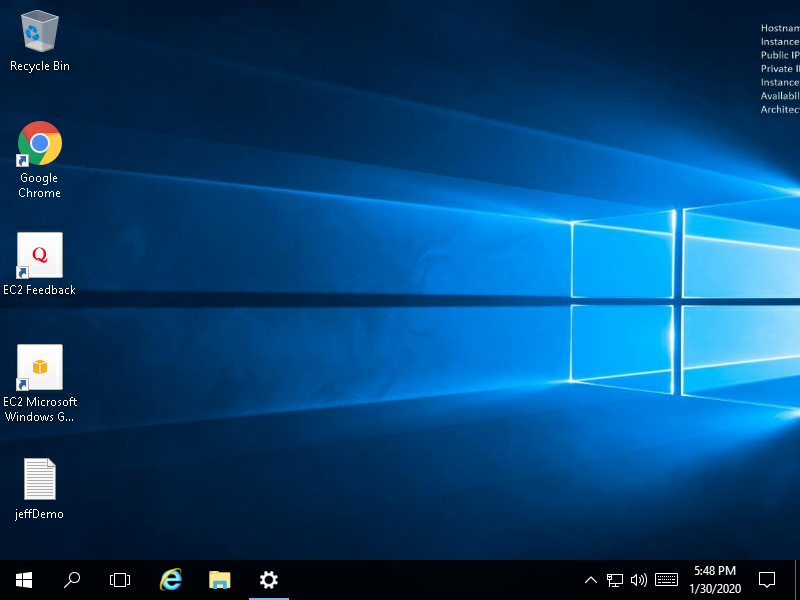 Recycle Bin
Google
Chrome
Q
EC2 Feedback
EC2 Microsoft
Windows G...
jeffDemo
Hostnam
Instance
Public IP
Private I
Instance
Availabil
Architect
5:48 PM
1/30/2020